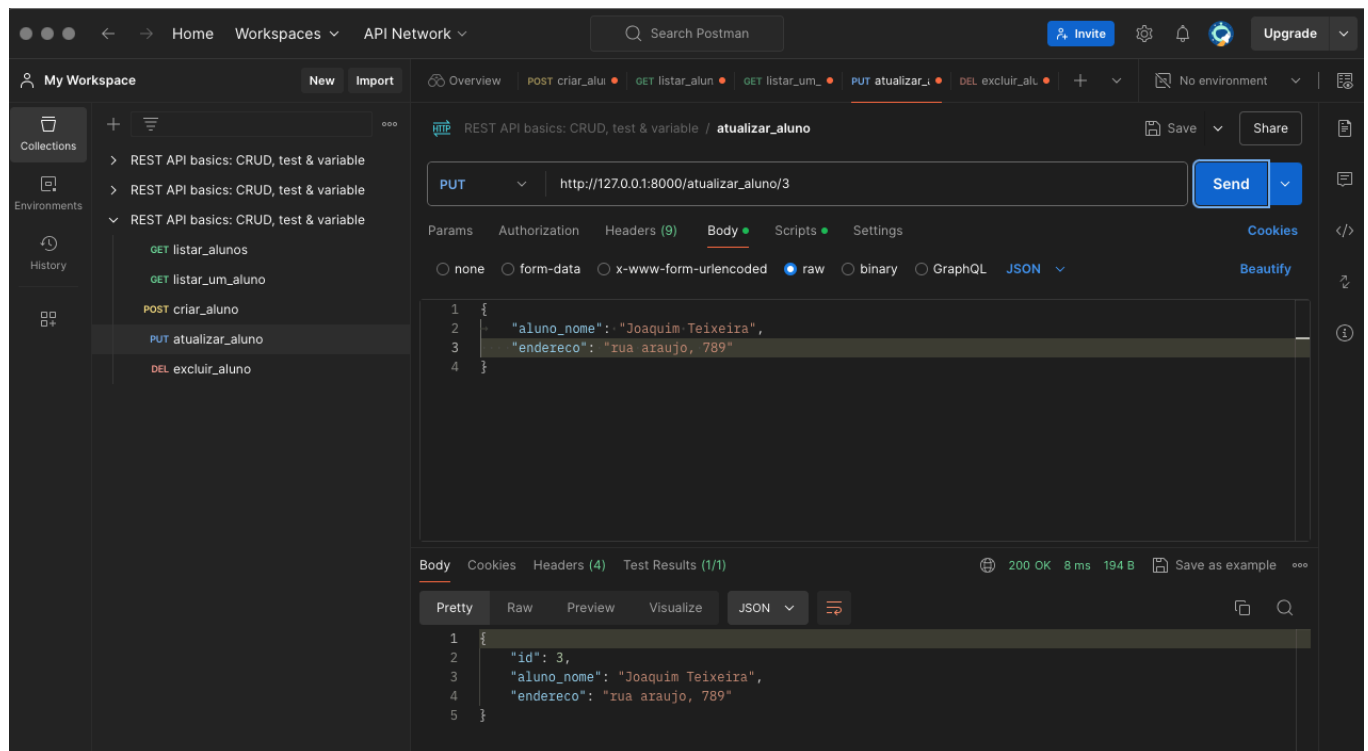 Home Workspaces API Network Search Postman Invite Upgrade
My Workspace New Import Overview POST criar_alu GET listar_alun GET listar_um_ PUT atualizar_ DEL excluir_alu No environment
Collections
Environments
History
REST API basics: CRUD, test & variable
REST API basics: CRUD, test & variable
REST API basics: CRUD, test & variable
GET listar_alunos
GET listar_um_aluno
POST criar_aluno
PUT atualizar_aluno
DEL excluir_aluno
HTTP REST API basics: CRUD, test & variable / atualizar_aluno Save Share
PUT http://127.0.0.1:8000/atualizar_aluno/3 Send
Params Authorization Headers (9) Body Scripts Settings Cookies
none form-data x-www-form-urlencoded raw binary GraphQL JSON Beautify
1 {
2 "aluno_nome": "Joaquim Teixeira",
3 "endereco": "rua araujo, 789"
4 }
Body Cookies Headers (4) Test Results (1/1) 200 OK 8 ms 194 B Save as example
Pretty Raw Preview Visualize JSON
1 {
2 "id": 3,
3 "aluno_nome": "Joaquim Teixeira",
4 "endereco": "rua araujo, 789"
5 }